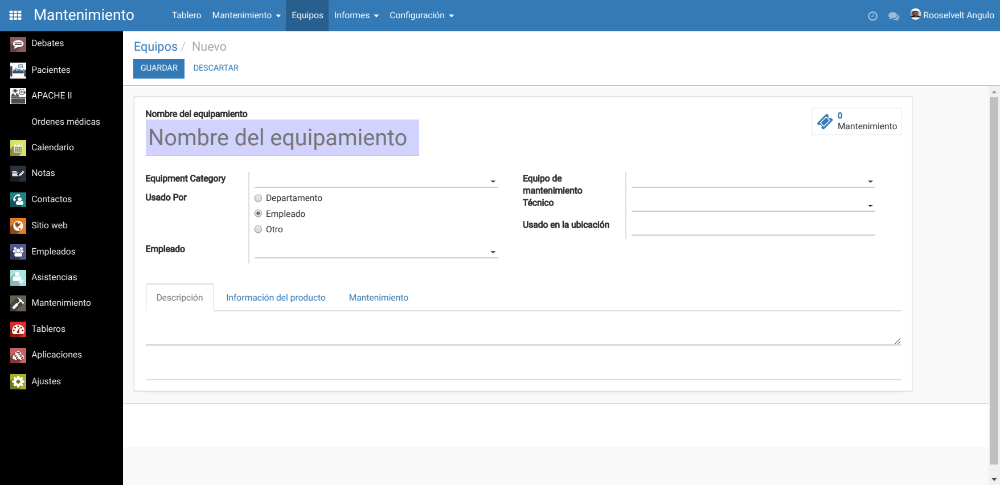 Mantenimiento
Tablero Mantenimiento Equipos Informes Configuración
Rooselvelt Angulo
Debates
Pacientes
APACHE II
Ordenes médicas
Calendario
Notas
Contactos
Sitio web
Empleados
Asistencias
Mantenimiento
Tableros
Aplicaciones
Ajustes
Equipos / Nuevo
GUARDAR DESCARTAR
0
Mantenimiento
Nombre del equipamiento
Nombre del equipamiento
Equipment Category
Usado Por
Departamento
Empleado
Otro
Empleado
Equipo de
mantenimiento
Técnico
Usado en la ubicación
Descripción Información del producto Mantenimiento